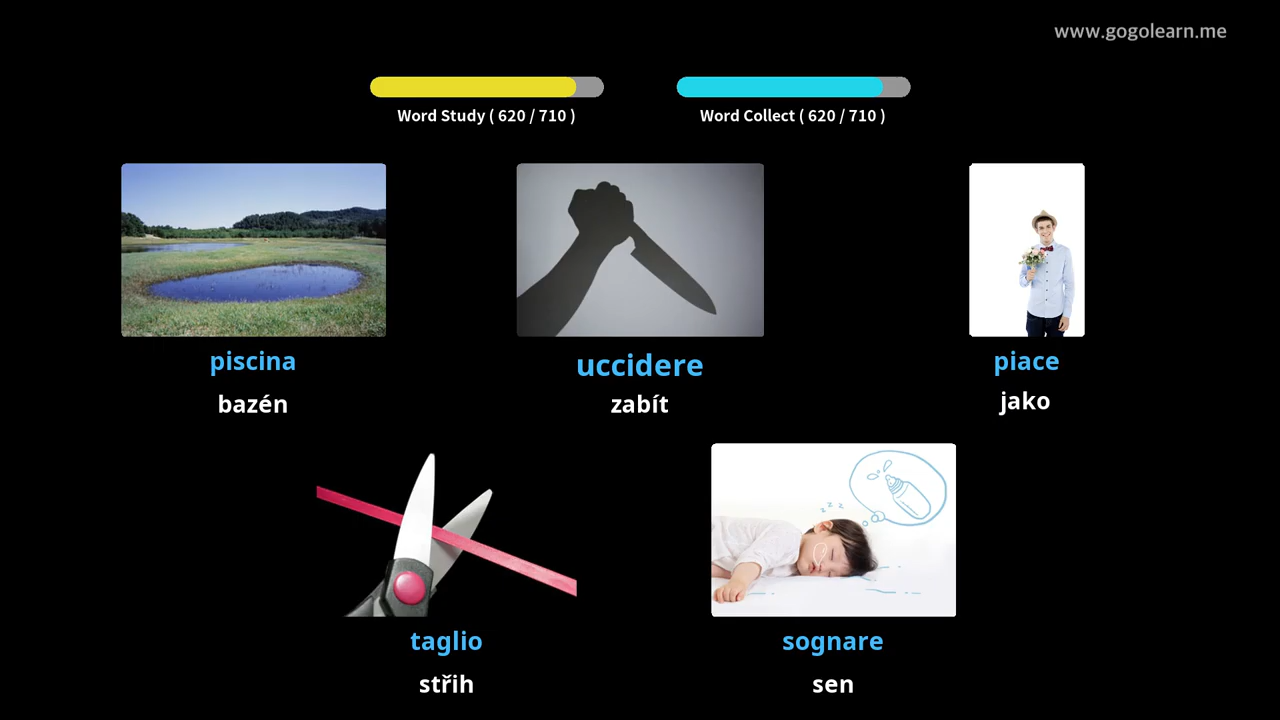 www.gogolearn.me
Word Study ( 620 / 710 )
Word Collect ( 620 / 710 )
piscina
bazén
uccidere
zabít
piace
jako
taglio
střih
sognare
sen